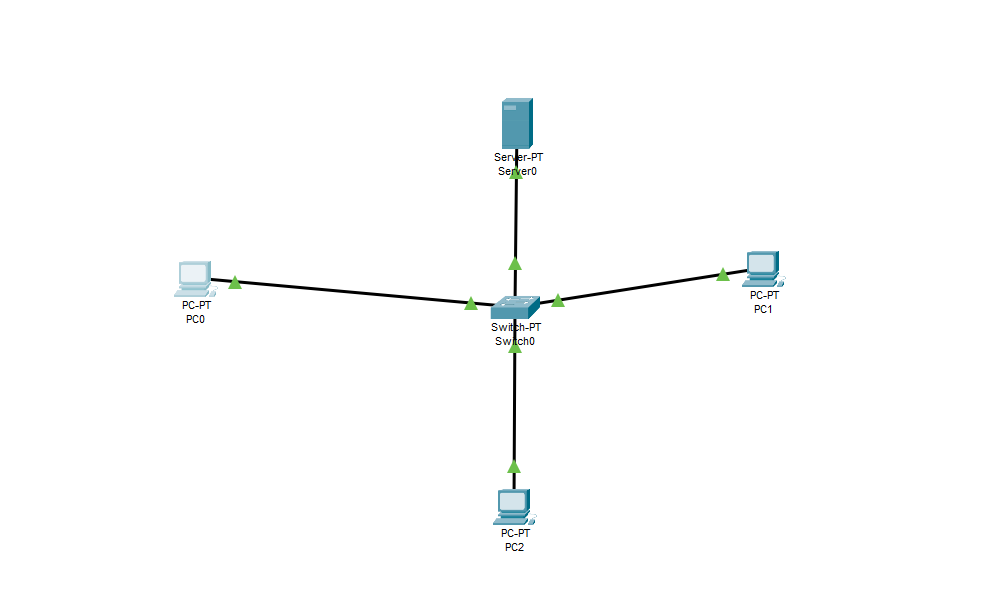 Server-PT
Server0
PC-PT
PC0
PC-PT
PC1
Switch-PT
Switch0
PC-PT
PC2